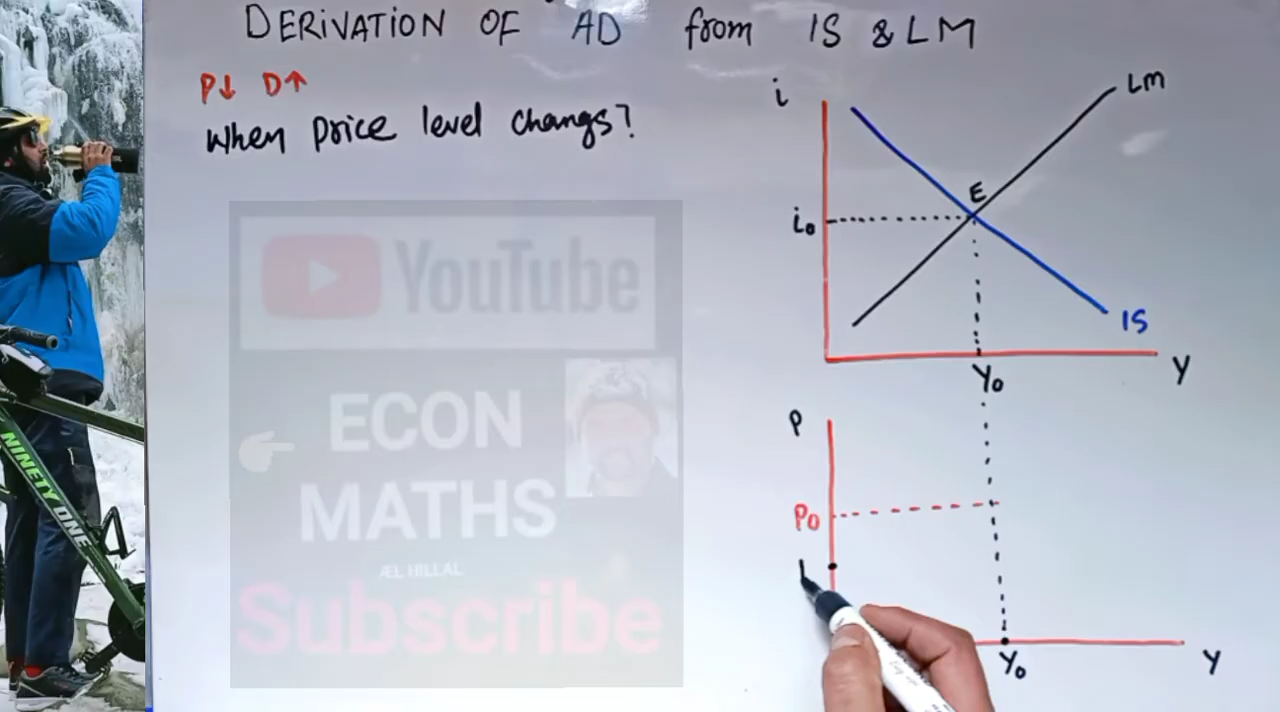 DERIVATION OF AD from IS & LM
P↓ D↑
When price level changs?
YouTube
ECON
MATHS
ÆL HILLAL
Subscribe
NINETY ONE
i
LM
E
i₀
IS
Y₀
Y
P
P₀
Y₀
Y